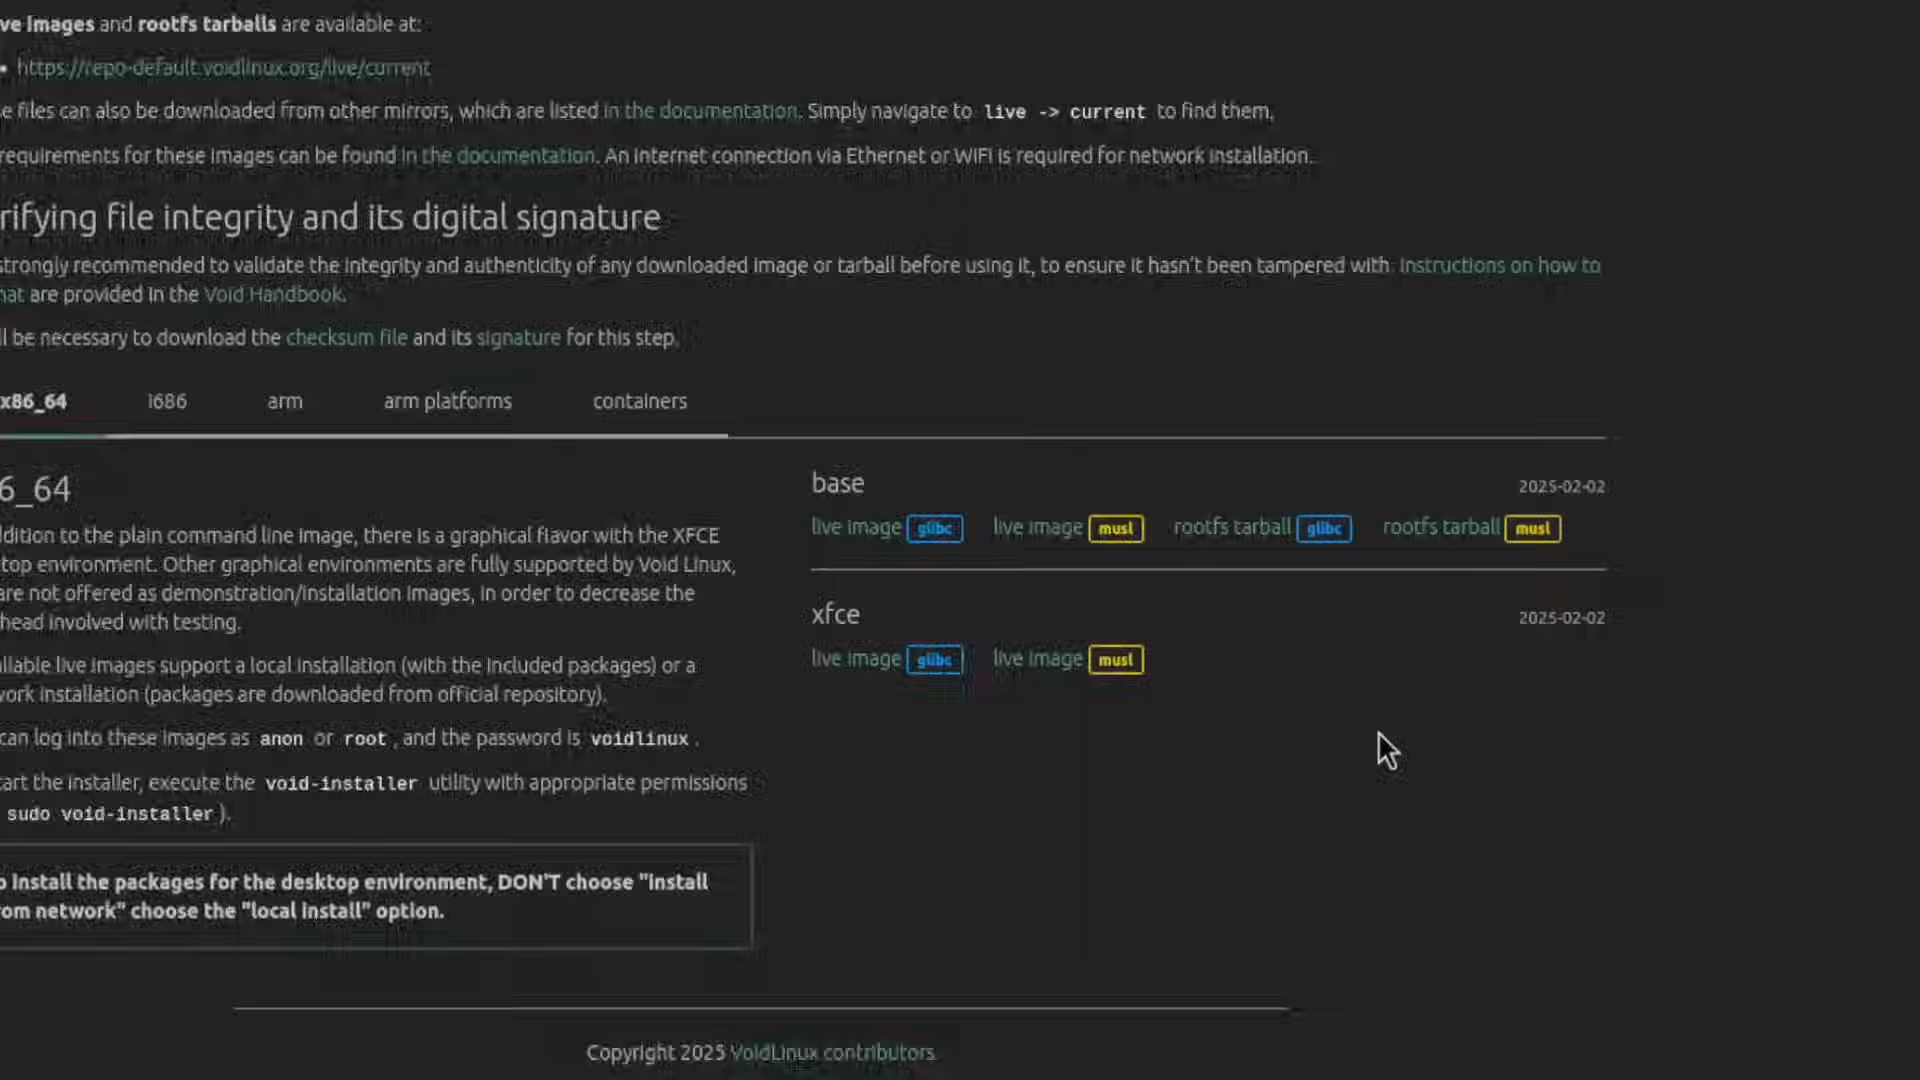 ve Images and rootfs tarballs are available at:
• https://repo-default.voidlinux.org/live/current
e files can also be downloaded from other mirrors, which are listed in the documentation. Simply navigate to live -> current to find them.
requirements for these images can be found in the documentation. An Internet connection via Ethernet or WiFi is required for network installation.
rifying file integrity and its digital signature
strongly recommended to validate the integrity and authenticity of any downloaded image or tarball before using it, to ensure it hasn't been tampered with. Instructions on how to
hat are provided in the Void Handbook.
ll be necessary to download the checksum file and its signature for this step.
x86_64 i686 arm arm platforms containers
6_64
ddition to the plain command line image, there is a graphical flavor with the XFCE
top environment. Other graphical environments are fully supported by Void Linux,
are not offered as demonstration/installation images, in order to decrease the
head involved with testing.
ilable live images support a local installation (with the included packages) or a
work installation (packages are downloaded from official repository).
can log into these images as anon or root, and the password is voidlinux.
tart the installer, execute the void-installer utility with appropriate permissions
sudo void-installer).
o install the packages for the desktop environment, DON'T choose "install
om network" choose the "local install" option.
base 2025-02-02
live image glibc live image musl rootfs tarball glibc rootfs tarball musl
xfce 2025-02-02
live image glibc live image musl
Copyright 2025 VoidLinux contributors